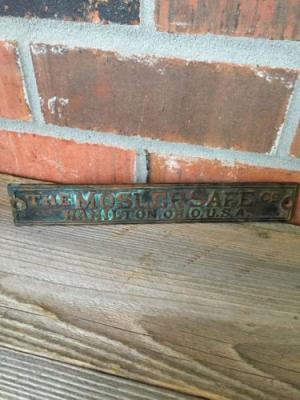 THE MOSLER SAFE CO.
HAMILTON, OHIO, U.S.A.